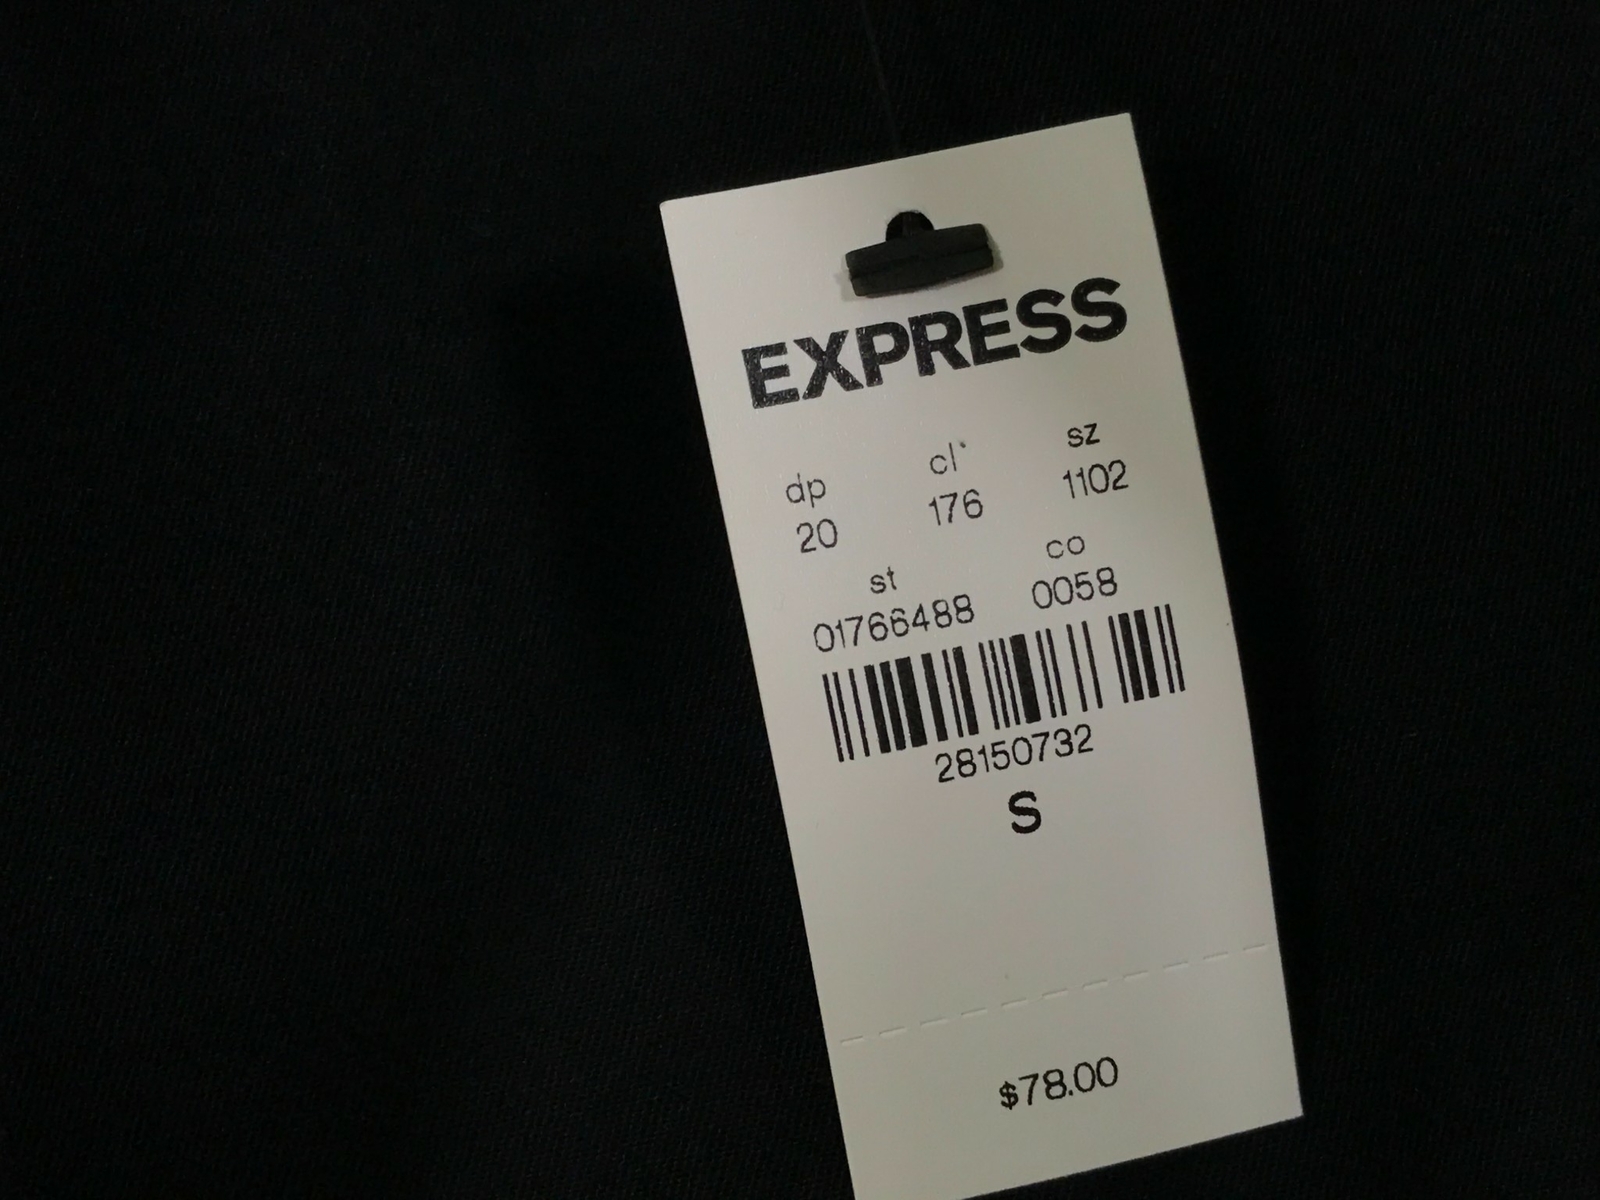 EXPRESS
dp cl sz
20 176 1102
st co
01766488 0058
28150732
S
$78.00